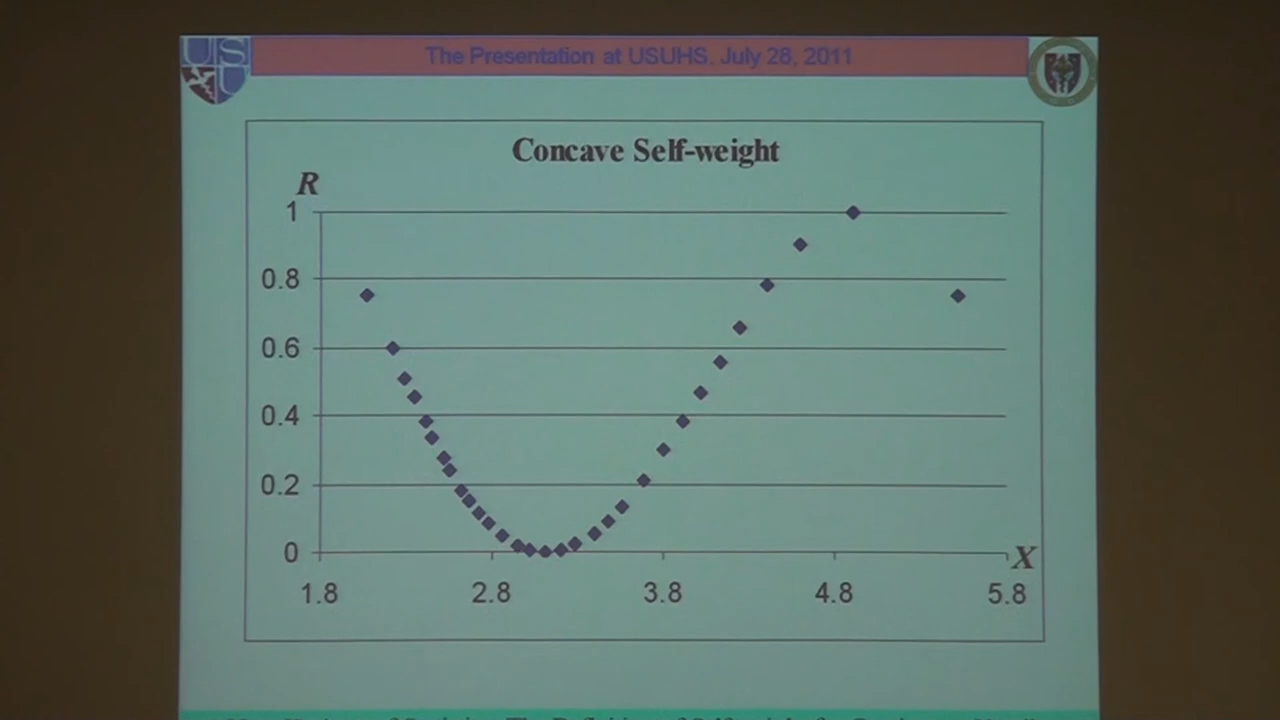 The Presentation at USUHS, July 28, 2011
US
U
Concave Self-weight
R
1
0.8
0.6
0.4
0.2
0
X
1.8 2.8 3.8 4.8 5.8